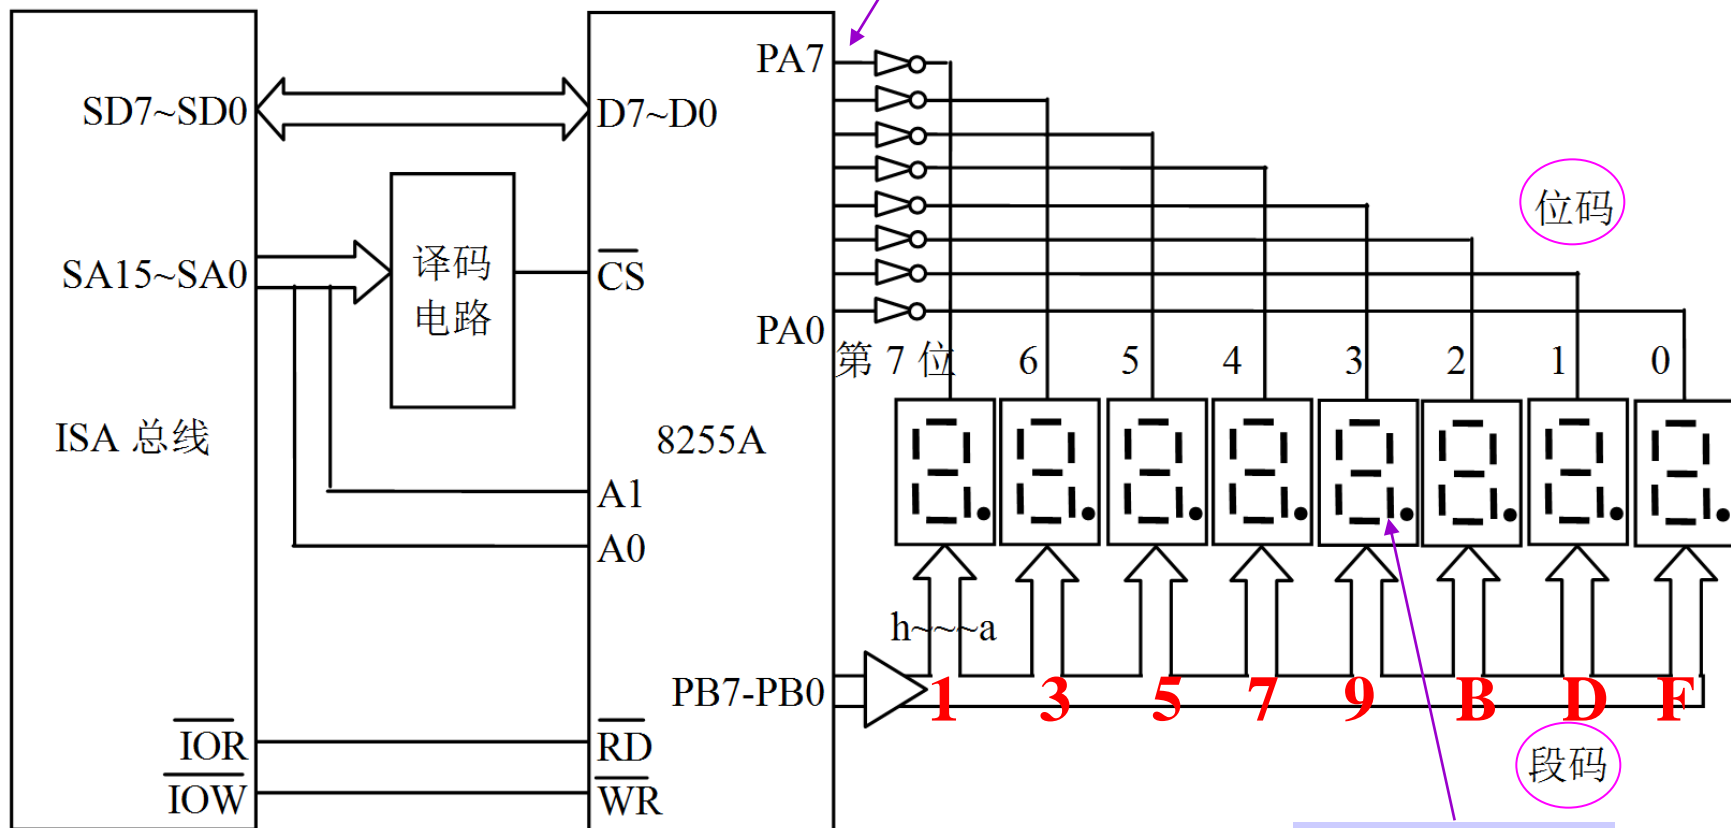 PA7
SD7~SD0
D7~D0
位码
译码
电路
SA15~SA0
CS
PA0
第 7 位 6 5 4 3 2 1 0
ISA 总线
8255A
A1
A0
h~~~a
PB7-PB0
1 3 5 7 9 B D F
IOR
RD
段码
IOW
WR